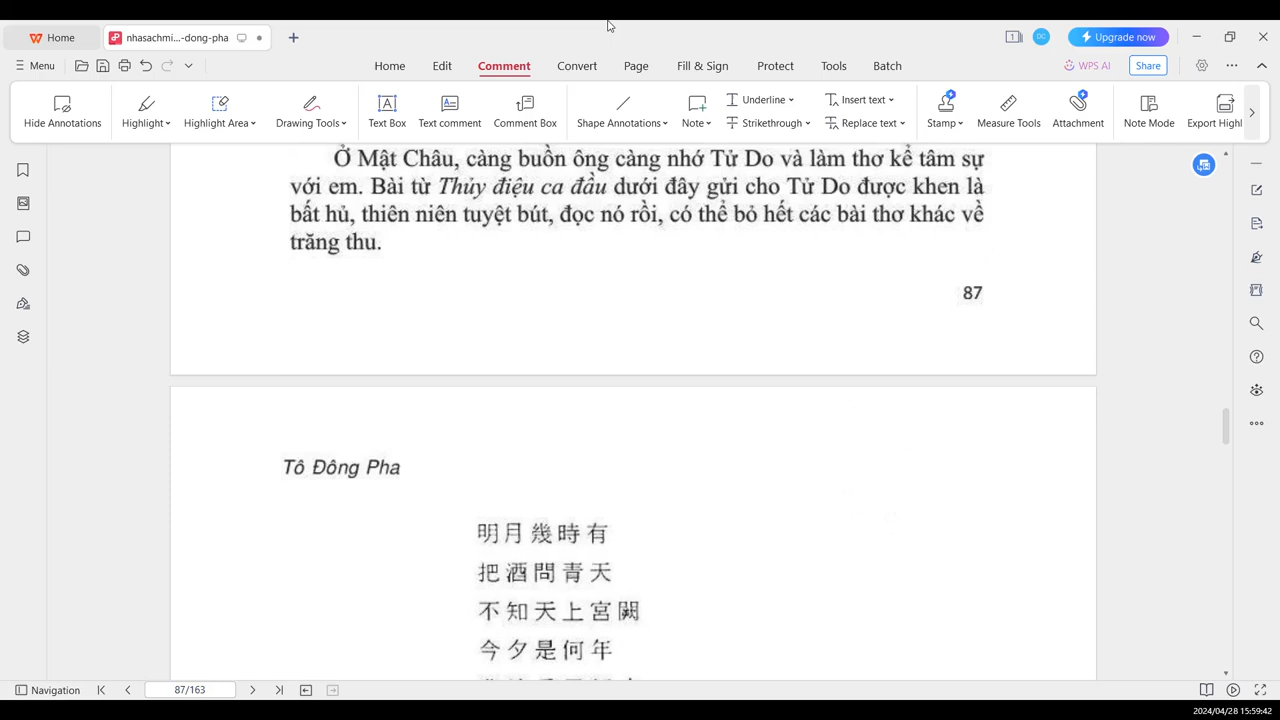 Home
nhasachmi...-dong-pha
DC
Upgrade now
Menu
Home
Edit
Comment
Convert
Page
Fill & Sign
Protect
Tools
Batch
WPS AI
Share
Hide Annotations
Highlight
Highlight Area
Drawing Tools
Text Box
Text comment
Comment Box
Shape Annotations
Note
Underline
Strikethrough
Insert text
Replace text
Stamp
Measure Tools
Attachment
Note Mode
Export Highl
Ở Mật Châu, càng buồn ông càng nhớ Tử Do và làm thơ kể tâm sự
với em. Bài từ Thủy điệu ca đầu dưới đây gửi cho Tử Do được khen là
bất hủ, thiên niên tuyệt bút, đọc nó rồi, có thể bỏ hết các bài thơ khác về
trăng thu.
87
Tô Đông Pha
明月幾時有
把酒問青天
不知天上宮闕
今夕是何年
Navigation
87/163
2024/04/28 15:59:42